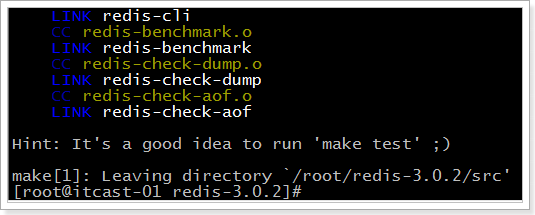 LINK redis-cli
CC redis-benchmark.o
LINK redis-benchmark
CC redis-check-dump.o
LINK redis-check-dump
CC redis-check-aof.o
LINK redis-check-aof
Hint: It's a good idea to run 'make test' ;)
make[1]: Leaving directory `/root/redis-3.0.2/src'
[root@itcast-01 redis-3.0.2]#